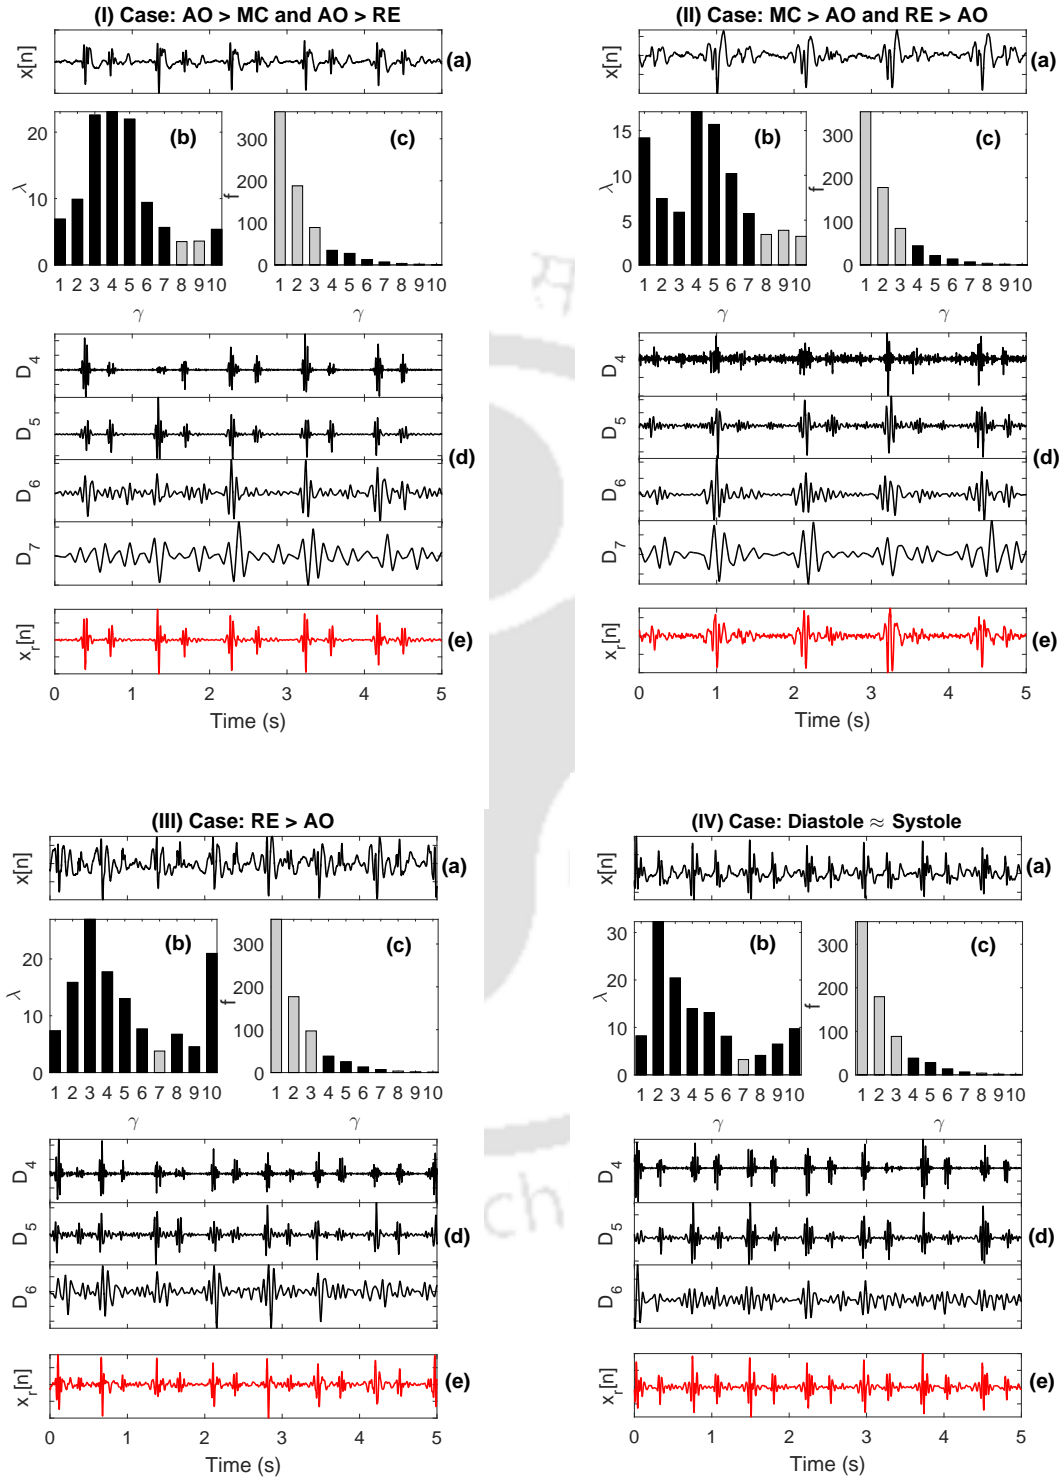 (I) Case: AO > MC and AO > RE
x[n]
(a)
20
10
0
λ
(b)
1 2 3 4 5 6 7 8 9 10
γ
300
200
100
0
f
(c)
1 2 3 4 5 6 7 8 9 10
γ
D4
D5
D6
D7
(d)
xr[n]
(e)
0 1 2 3 4 5
Time (s)
(II) Case: MC > AO and RE > AO
x[n]
(a)
15
10
5
0
λ
(b)
1 2 3 4 5 6 7 8 9 10
γ
300
200
100
0
f
(c)
1 2 3 4 5 6 7 8 9 10
γ
D4
D5
D6
D7
(d)
xr[n]
(e)
0 1 2 3 4 5
Time (s)
(III) Case: RE > AO
x[n]
(a)
20
10
0
λ
(b)
1 2 3 4 5 6 7 8 9 10
γ
300
200
100
0
f
(c)
1 2 3 4 5 6 7 8 9 10
γ
D4
D5
D6
(d)
xr[n]
(e)
0 1 2 3 4 5
Time (s)
(IV) Case: Diastole ≈ Systole
x[n]
(a)
30
20
10
0
λ
(b)
1 2 3 4 5 6 7 8 9 10
γ
300
200
100
0
f
(c)
1 2 3 4 5 6 7 8 9 10
γ
D4
D5
D6
(d)
xr[n]
(e)
0 1 2 3 4 5
Time (s)
ch